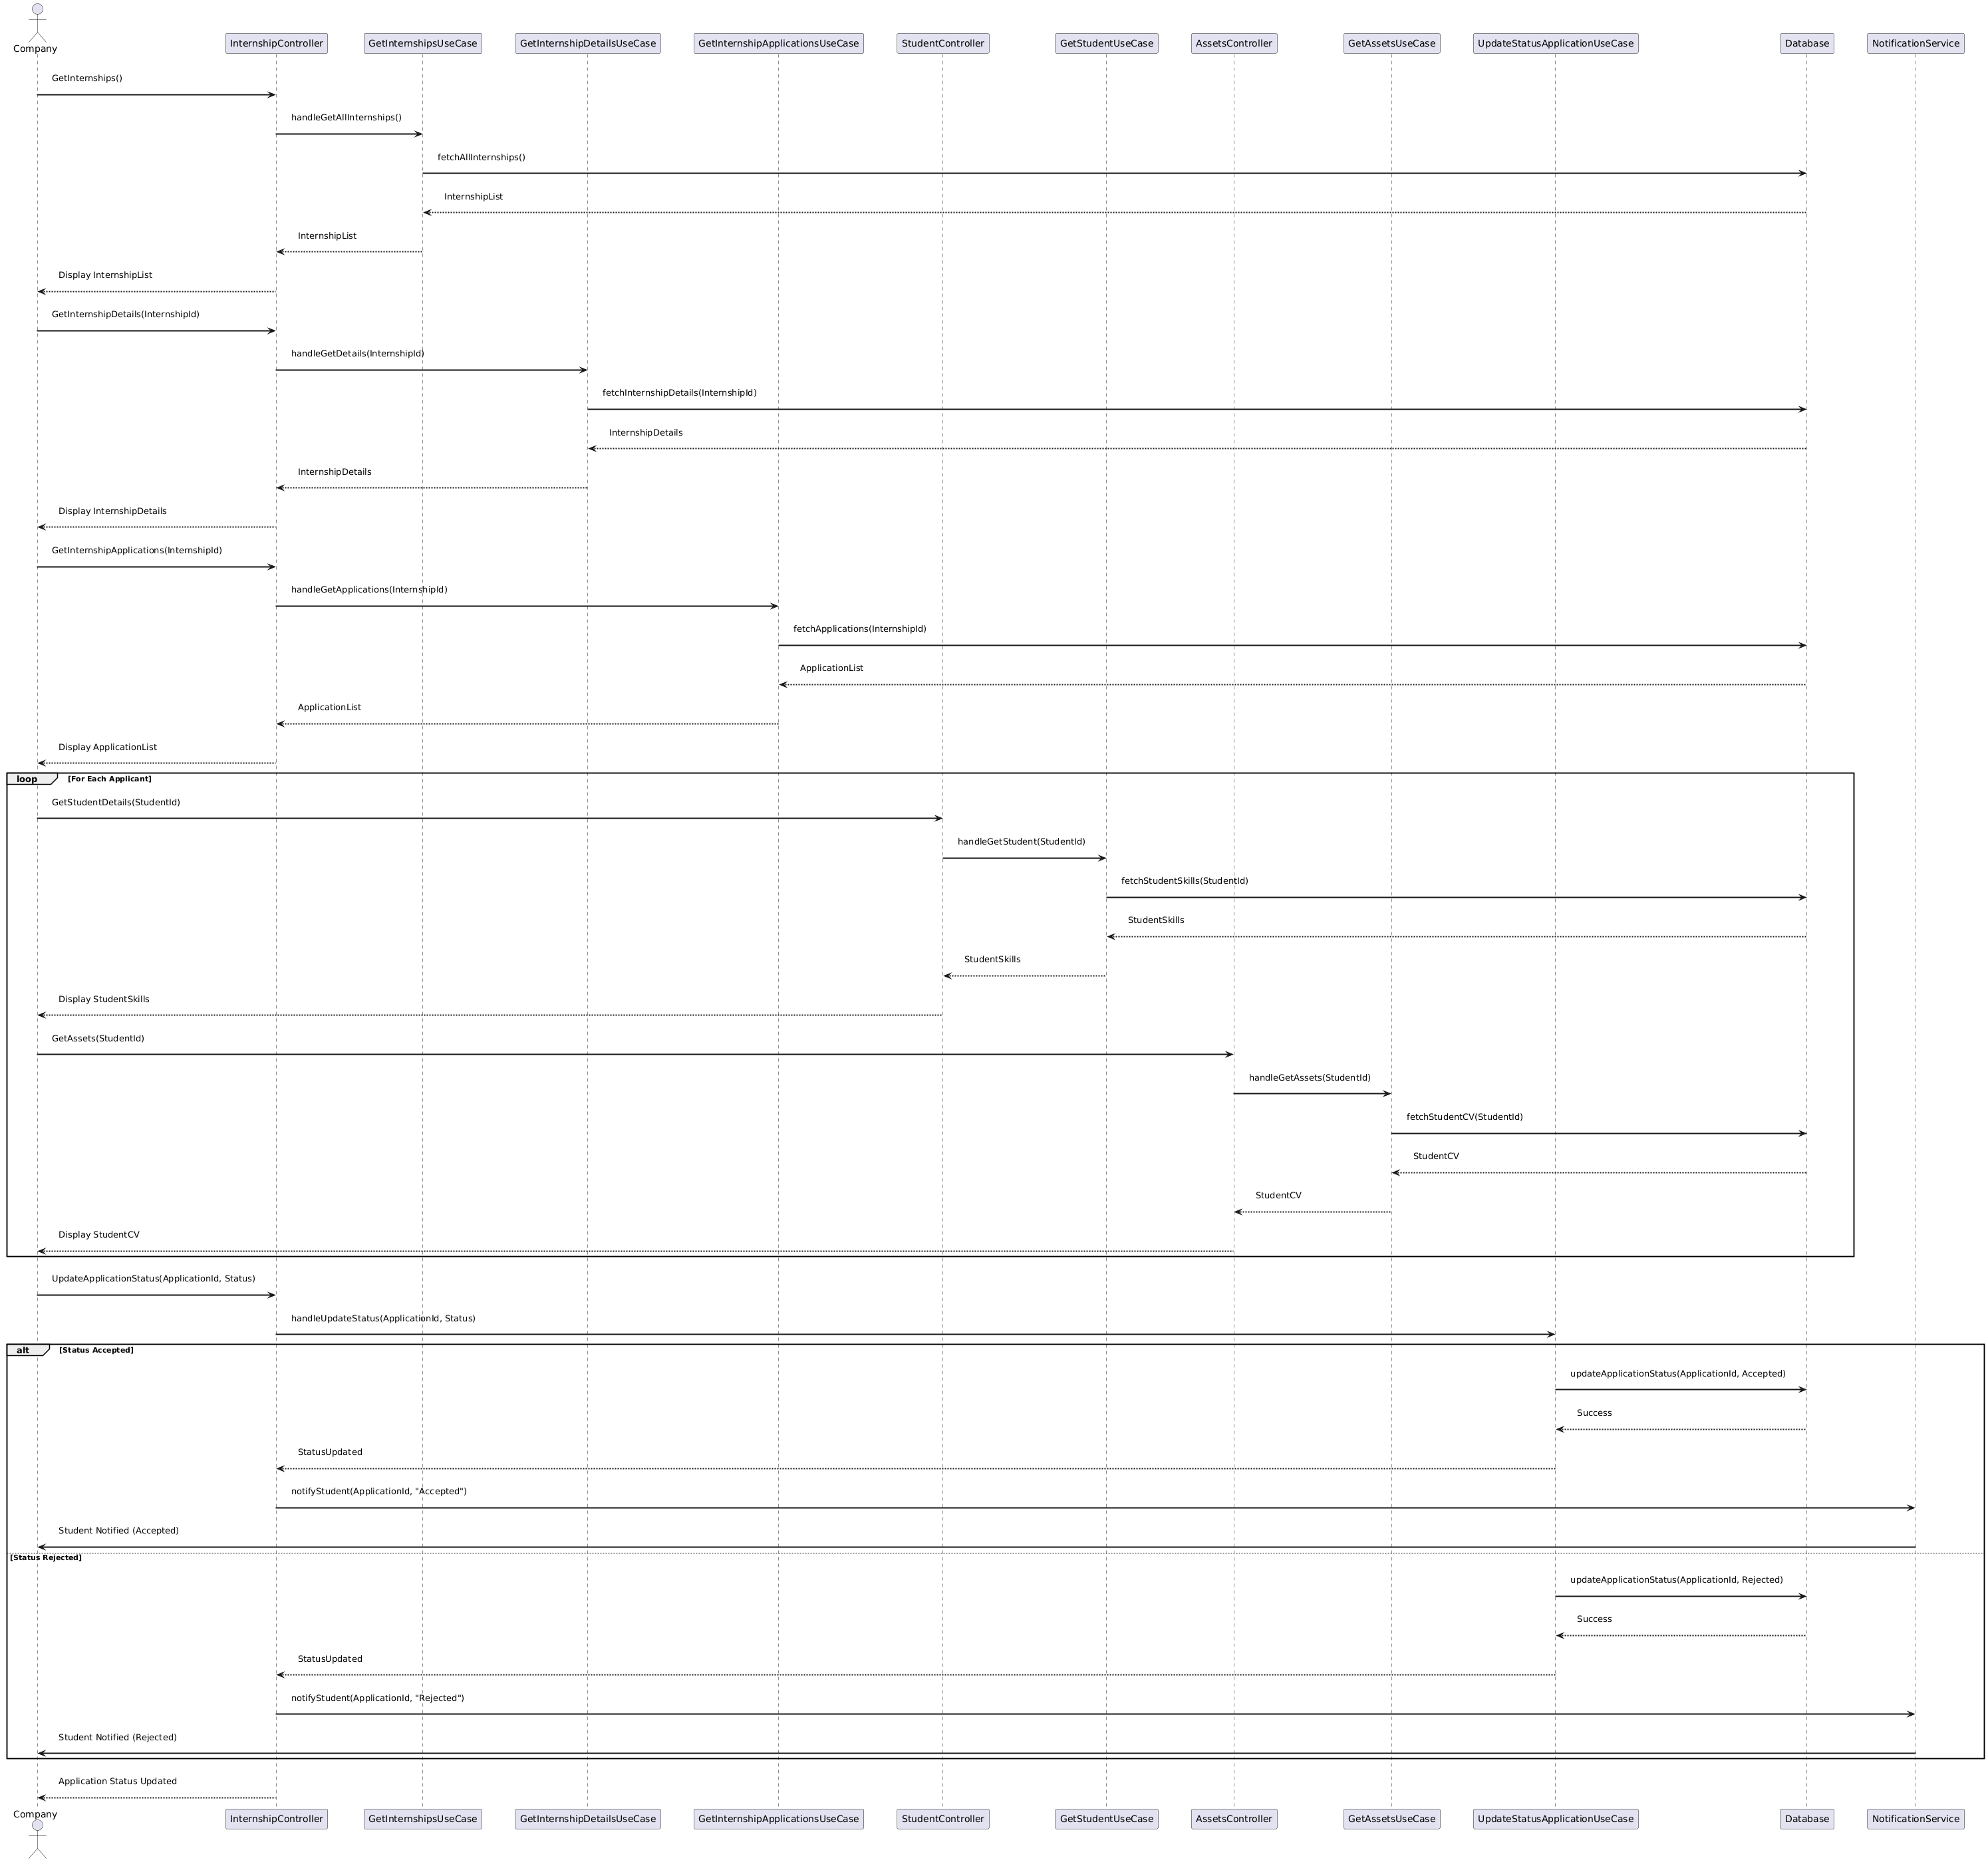 Company
InternshipController
GetInternshipsUseCase
GetInternshipDetailsUseCase
GetInternshipApplicationsUseCase
StudentController
GetStudentUseCase
AssetsController
GetAssetsUseCase
UpdateStatusApplicationUseCase
Database
NotificationService
GetInternships()
handleGetAllInternships()
fetchAllInternships()
InternshipList
InternshipList
Display InternshipList
GetInternshipDetails(InternshipId)
handleGetDetails(InternshipId)
fetchInternshipDetails(InternshipId)
InternshipDetails
InternshipDetails
Display InternshipDetails
GetInternshipApplications(InternshipId)
handleGetApplications(InternshipId)
fetchApplications(InternshipId)
ApplicationList
ApplicationList
Display ApplicationList
loop [For Each Applicant]
GetStudentDetails(StudentId)
handleGetStudent(StudentId)
fetchStudentSkills(StudentId)
StudentSkills
StudentSkills
Display StudentSkills
GetAssets(StudentId)
handleGetAssets(StudentId)
fetchStudentCV(StudentId)
StudentCV
StudentCV
Display StudentCV
UpdateApplicationStatus(ApplicationId, Status)
handleUpdateStatus(ApplicationId, Status)
alt [Status Accepted]
updateApplicationStatus(ApplicationId, Accepted)
Success
StatusUpdated
notifyStudent(ApplicationId, "Accepted")
Student Notified (Accepted)
[Status Rejected]
updateApplicationStatus(ApplicationId, Rejected)
Success
StatusUpdated
notifyStudent(ApplicationId, "Rejected")
Student Notified (Rejected)
Application Status Updated
Company
InternshipController
GetInternshipsUseCase
GetInternshipDetailsUseCase
GetInternshipApplicationsUseCase
StudentController
GetStudentUseCase
AssetsController
GetAssetsUseCase
UpdateStatusApplicationUseCase
Database
NotificationService